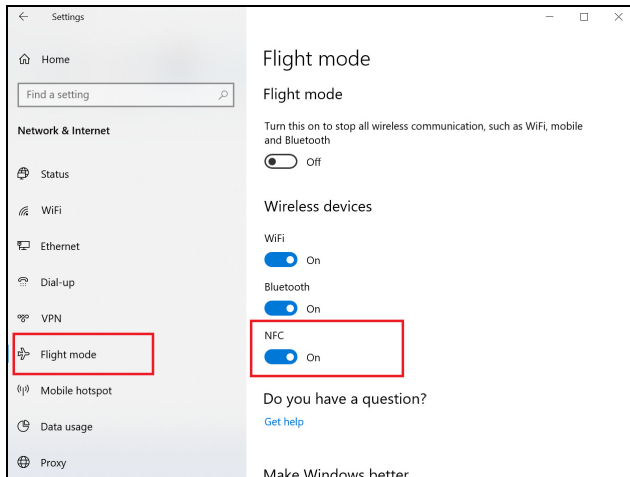 Settings
Home
Find a setting
Network & Internet
Status
WiFi
Ethernet
Dial-up
VPN
Flight mode
Mobile hotspot
Data usage
Proxy
Flight mode
Flight mode
Turn this on to stop all wireless communication, such as WiFi, mobile
and Bluetooth
Off
Wireless devices
WiFi
On
Bluetooth
On
NFC
On
Do you have a question?
Get help
Make Windows better